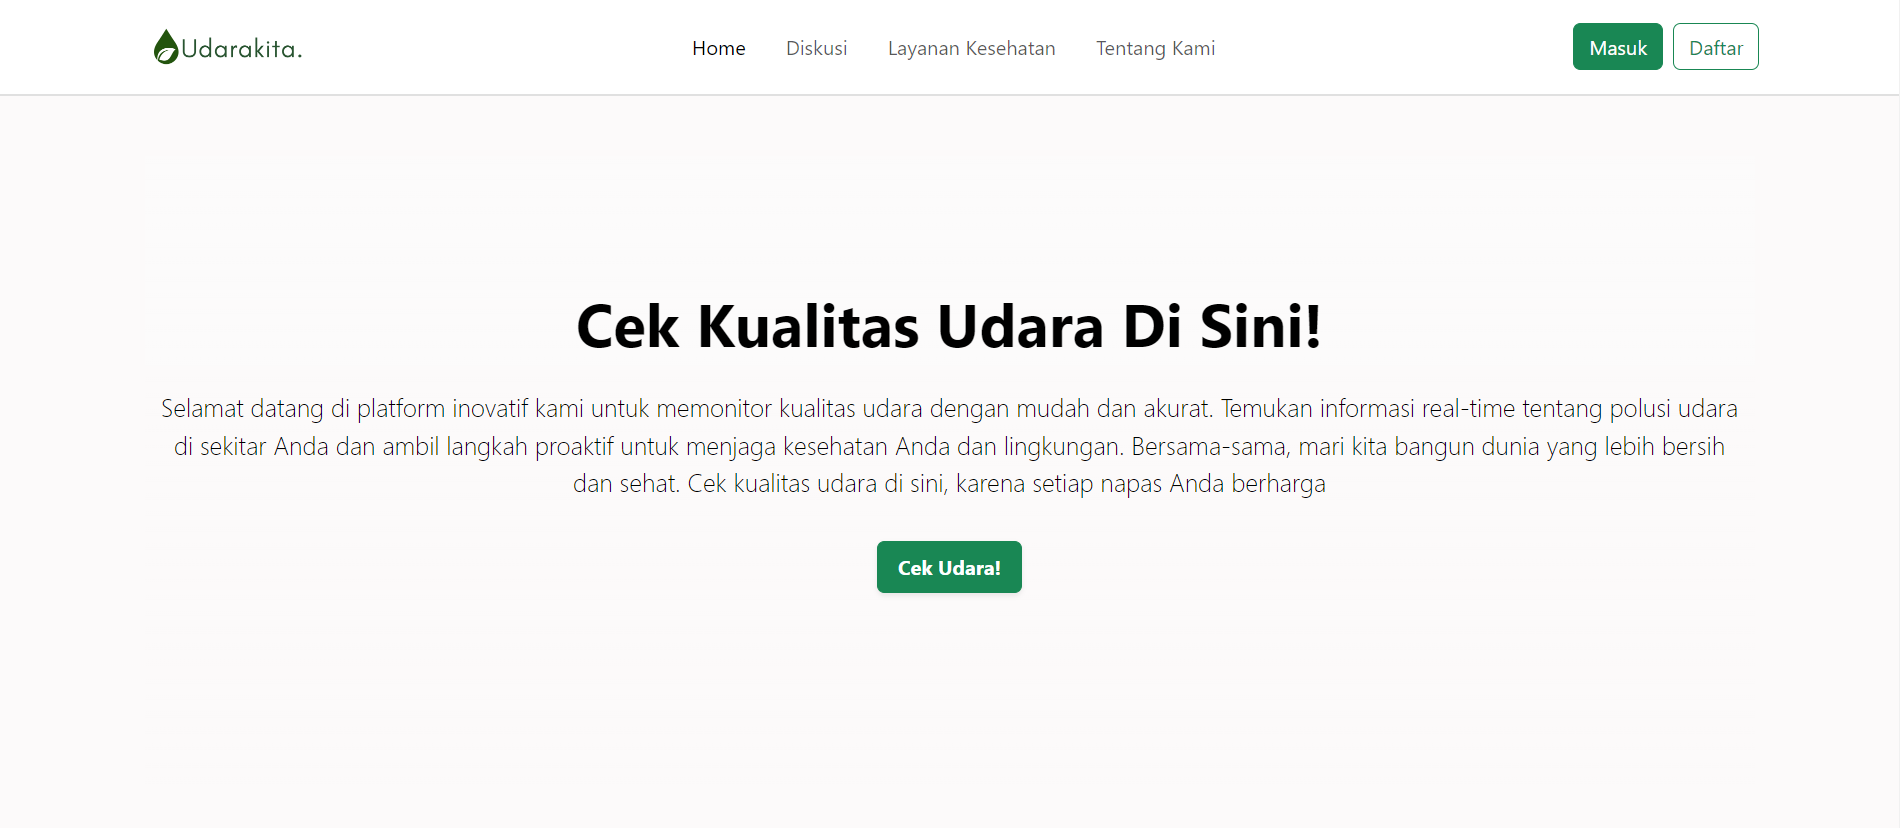 Udarakita.
Home
Diskusi
Layanan Kesehatan
Tentang Kami
Masuk
Daftar
Cek Kualitas Udara Di Sini!
Selamat datang di platform inovatif kami untuk memonitor kualitas udara dengan mudah dan akurat. Temukan informasi real-time tentang polusi udara
di sekitar Anda dan ambil langkah proaktif untuk menjaga kesehatan Anda dan lingkungan. Bersama-sama, mari kita bangun dunia yang lebih bersih
dan sehat. Cek kualitas udara di sini, karena setiap napas Anda berharga
Cek Udara!